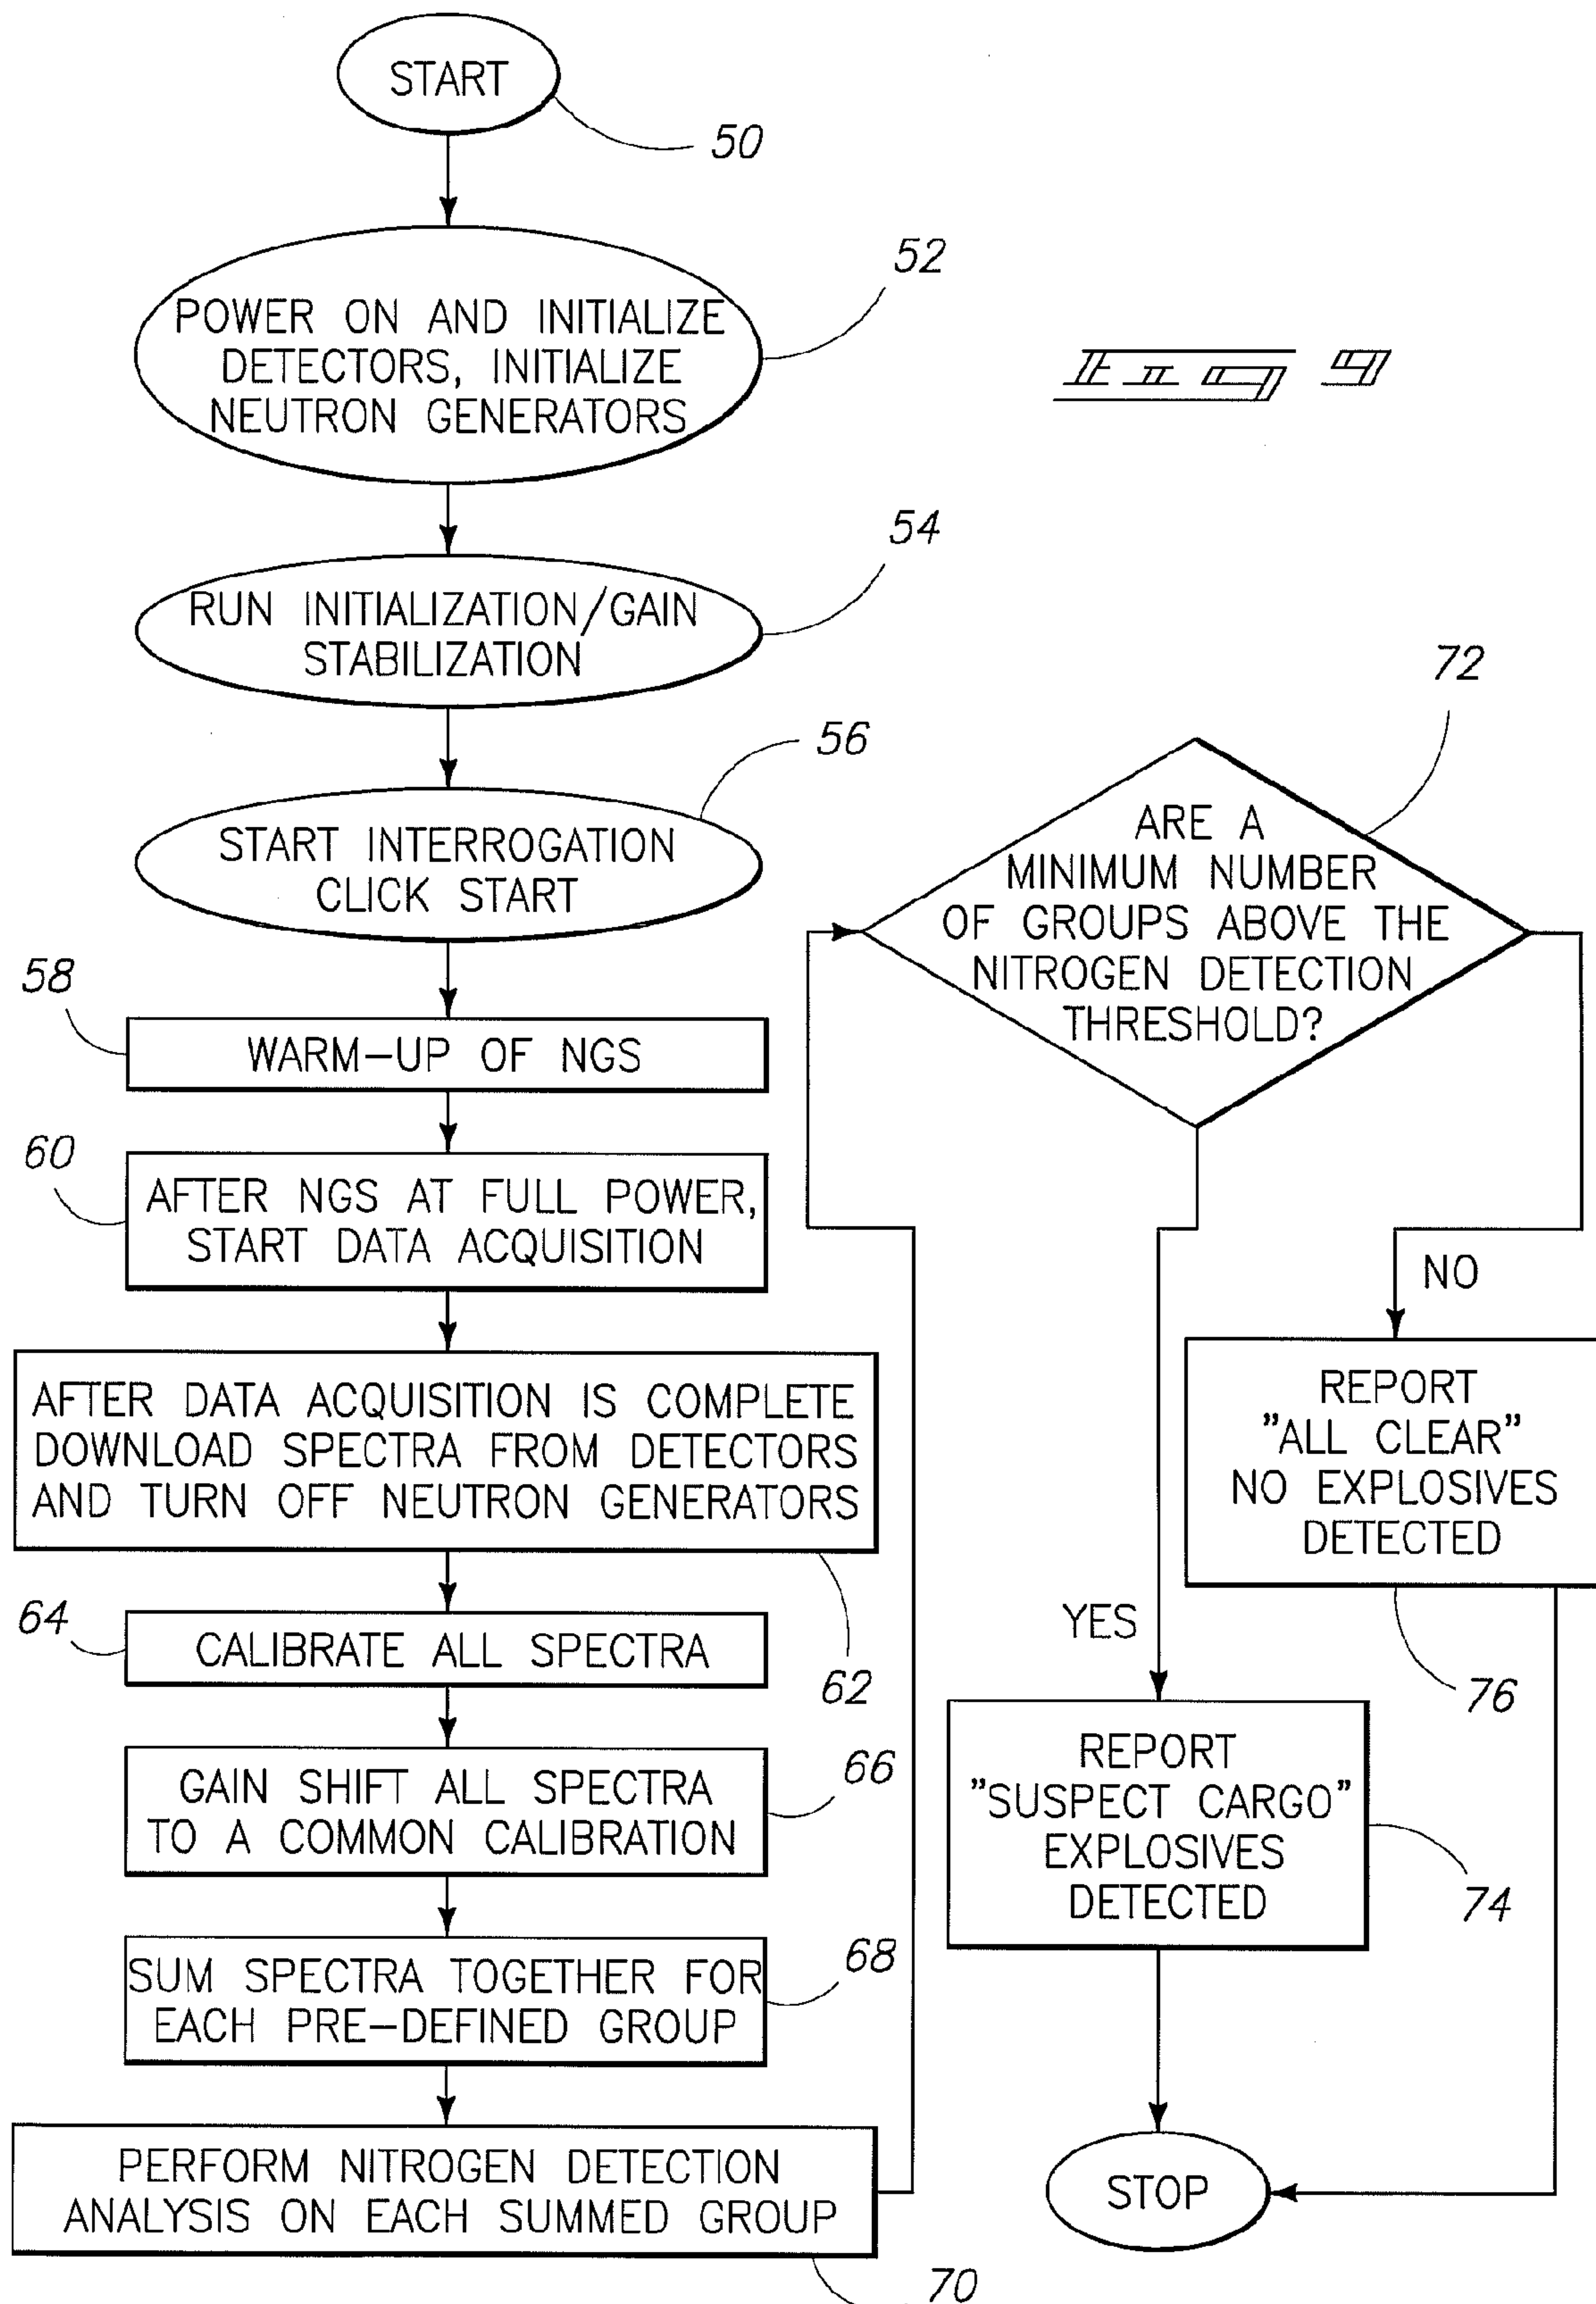 START
50
POWER ON AND INITIALIZE
DETECTORS, INITIALIZE
NEUTRON GENERATORS
52
FIG 9
RUN INITIALIZATION/GAIN
STABILIZATION
54
START INTERROGATION
CLICK START
56
58
WARM-UP OF NGS
60
AFTER NGS AT FULL POWER,
START DATA ACQUISITION
AFTER DATA ACQUISITION IS COMPLETE
DOWNLOAD SPECTRA FROM DETECTORS
AND TURN OFF NEUTRON GENERATORS
62
64
CALIBRATE ALL SPECTRA
GAIN SHIFT ALL SPECTRA
TO A COMMON CALIBRATION
66
SUM SPECTRA TOGETHER FOR
EACH PRE-DEFINED GROUP
68
PERFORM NITROGEN DETECTION
ANALYSIS ON EACH SUMMED GROUP
70
72
ARE A
MINIMUM NUMBER
OF GROUPS ABOVE THE
NITROGEN DETECTION
THRESHOLD?
NO
REPORT
"ALL CLEAR"
NO EXPLOSIVES
DETECTED
76
YES
REPORT
"SUSPECT CARGO"
EXPLOSIVES
DETECTED
74
STOP